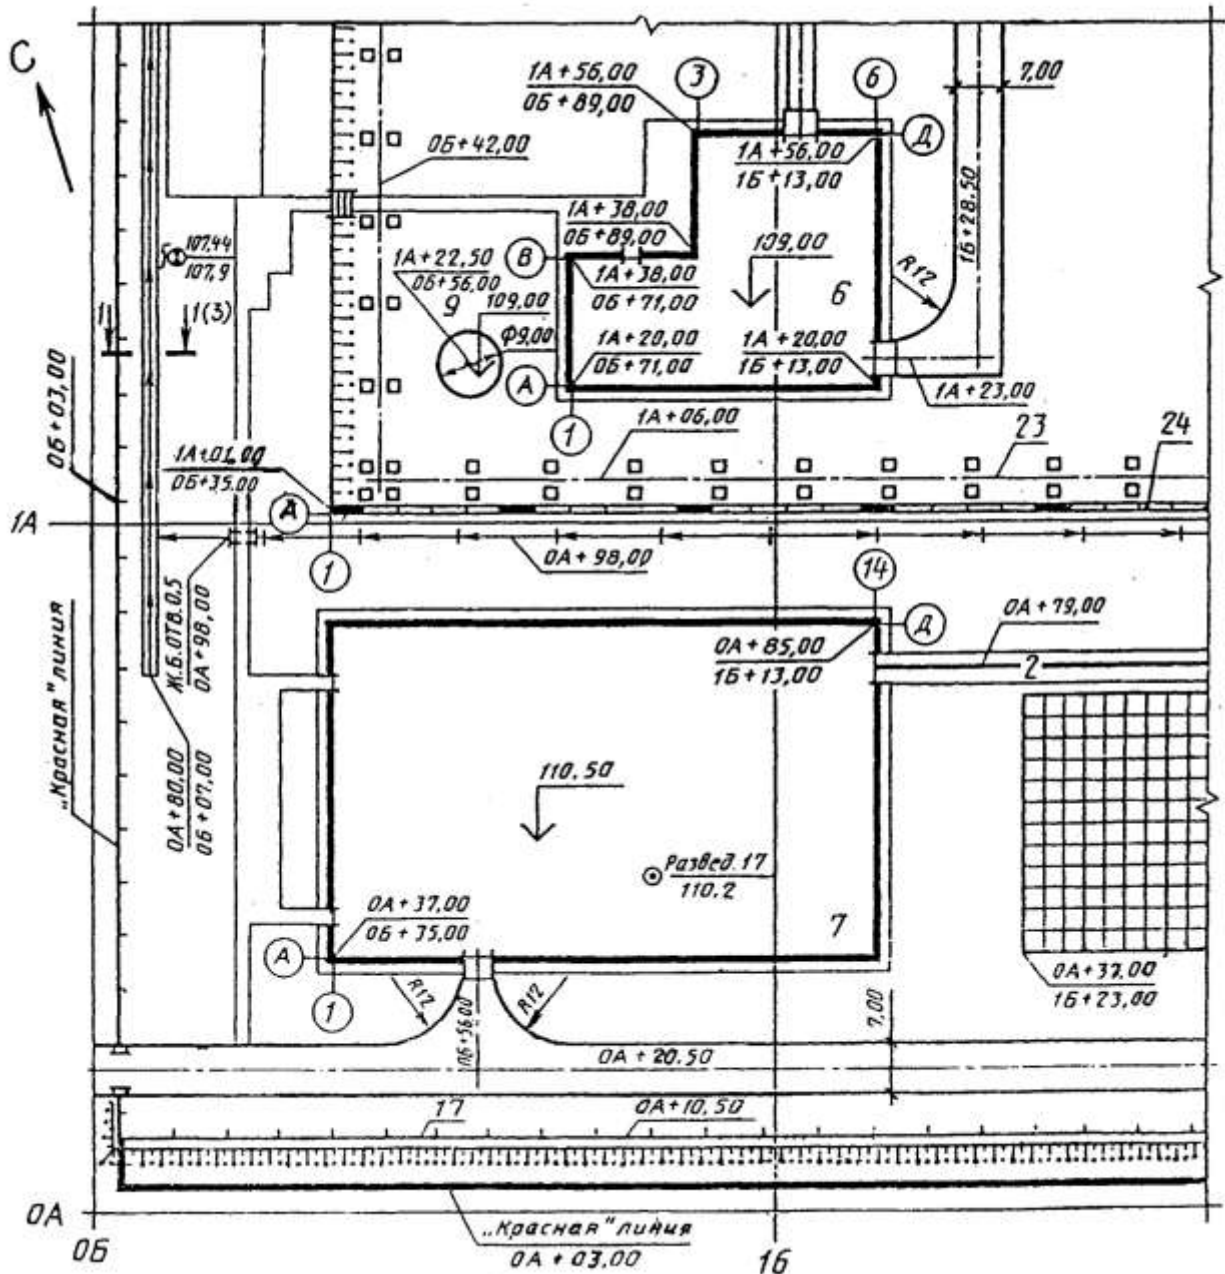 С
3
6
7,00
1А+56,00
0Б+89,00
Д
0Б+42,00
1А+56,00
1Б+13,00
1Б+28.50
1А+38,00
0Б+89,00
107.44
107,9
В
109,00
1А+22,50
0Б+56,00
1А+38,00
0Б+71,00
R12
6
9
109,00
1
1(3)
Ф9,00
1А+20,00
0Б+71,00
1А+20,00
1Б+13,00
0Б+03,00
А
1А+23,00
1
1А+06,00
23
24
1А+01.00
0Б+35.00
Д
1А
0А+98,00
1
14
Ж.Б.ОТВ.0,5
0А+98,00
0А+79,00
Д
0А+85,00
1Б+13,00
2
„Красная" линия
0А+80.00
0Б+07,00
110.50
Развед.17
110.2
0А+37,00
0Б+35,00
7
А
0А+37.00
1Б+23,00
1
R12
R12
0Б+56.00
7,00
0А+20.50
17
0А+10,50
0А
„Красная" линия
0А+03.00
0Б
1б